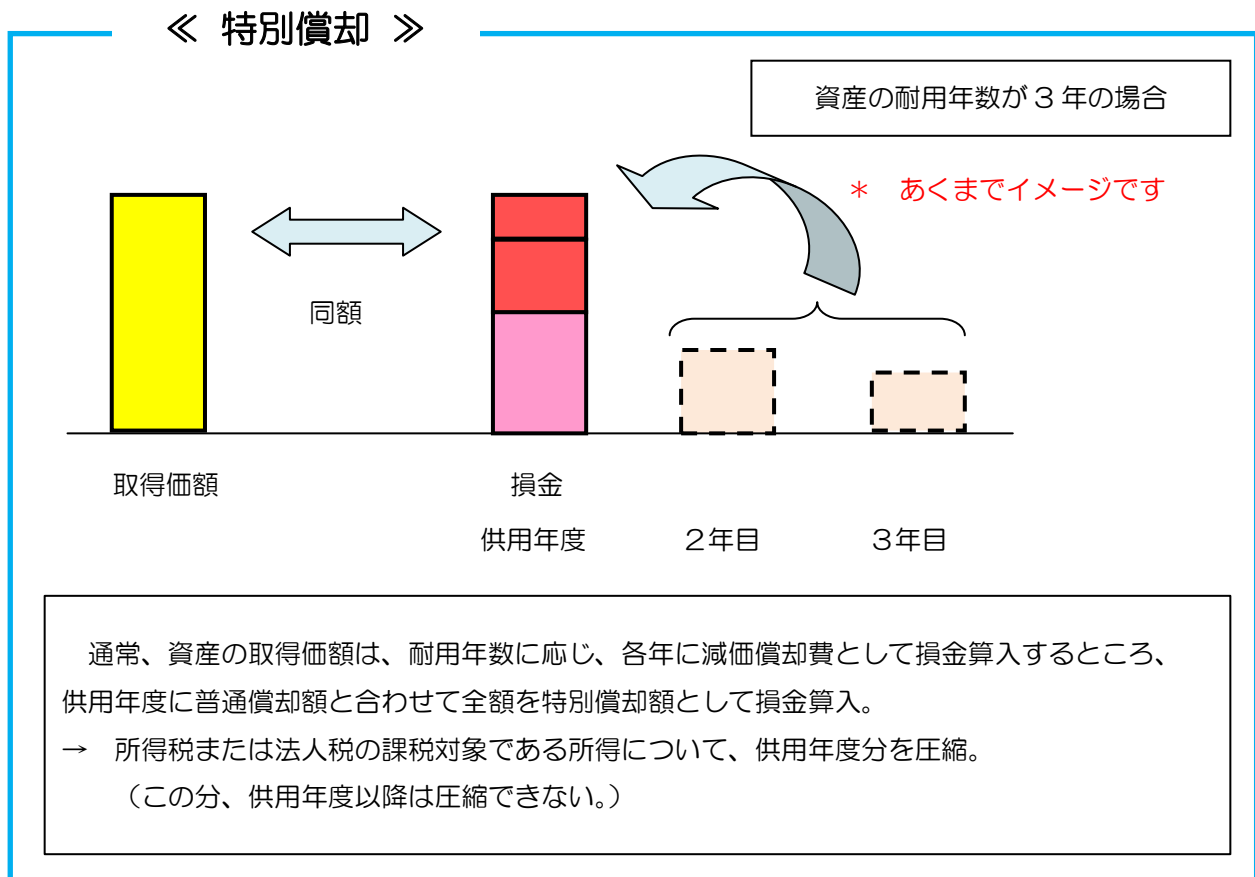 ≪ 特別償却 ≫
資産の耐用年数が３年の場合
＊　あくまでイメージです
同額
取得価額
損金
供用年度
２年目
３年目
通常、資産の取得価額は、耐用年数に応じ、各年に減価償却費として損金算入するところ、
供用年度に普通償却額と合わせて全額を特別償却額として損金算入。
→　所得税または法人税の課税対象である所得について、供用年度分を圧縮。
（この分、供用年度以降は圧縮できない。）